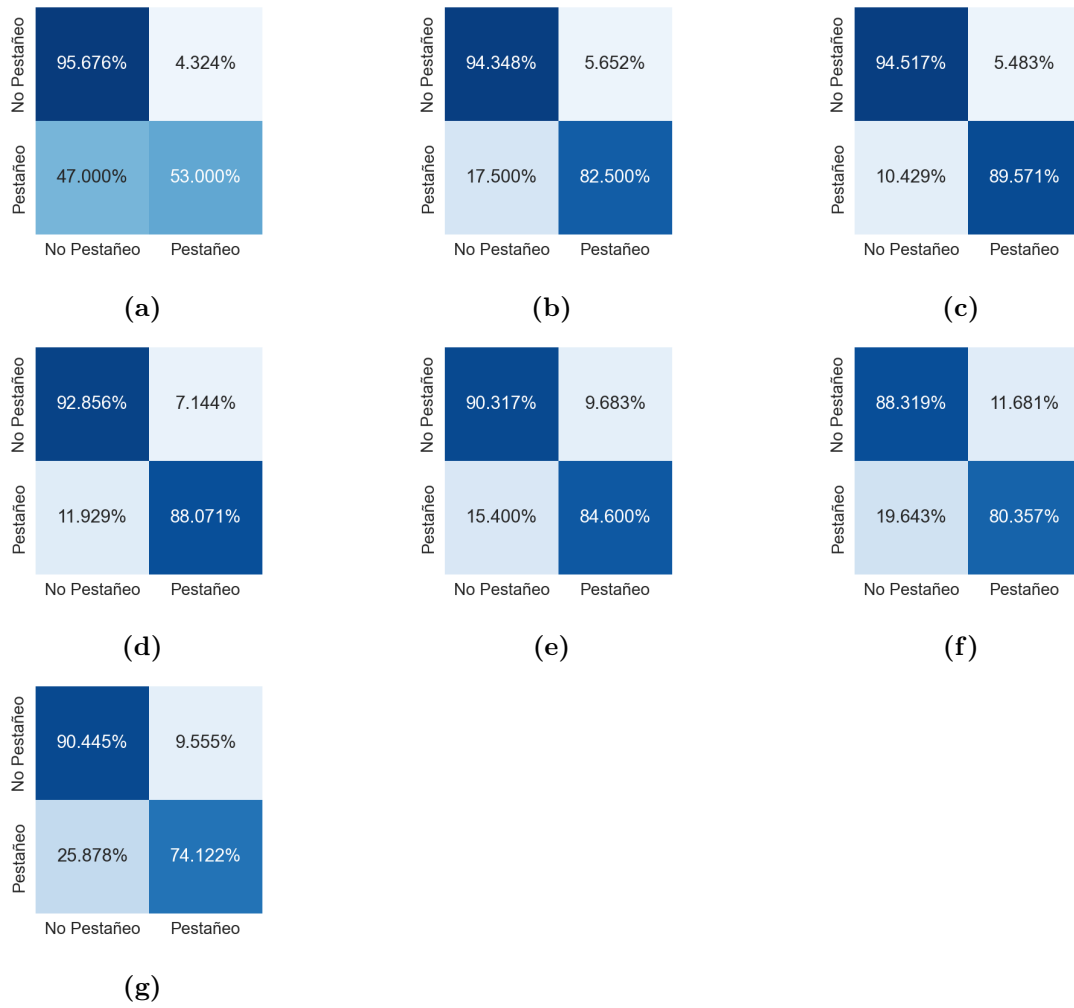 No Pestañeo 95.676% 4.324%
Pestañeo 47.000% 53.000%
No Pestañeo Pestañeo
(a)
No Pestañeo 94.348% 5.652%
Pestañeo 17.500% 82.500%
No Pestañeo Pestañeo
(b)
No Pestañeo 94.517% 5.483%
Pestañeo 10.429% 89.571%
No Pestañeo Pestañeo
(c)
No Pestañeo 92.856% 7.144%
Pestañeo 11.929% 88.071%
No Pestañeo Pestañeo
(d)
No Pestañeo 90.317% 9.683%
Pestañeo 15.400% 84.600%
No Pestañeo Pestañeo
(e)
No Pestañeo 88.319% 11.681%
Pestañeo 19.643% 80.357%
No Pestañeo Pestañeo
(f)
No Pestañeo 90.445% 9.555%
Pestañeo 25.878% 74.122%
No Pestañeo Pestañeo
(g)